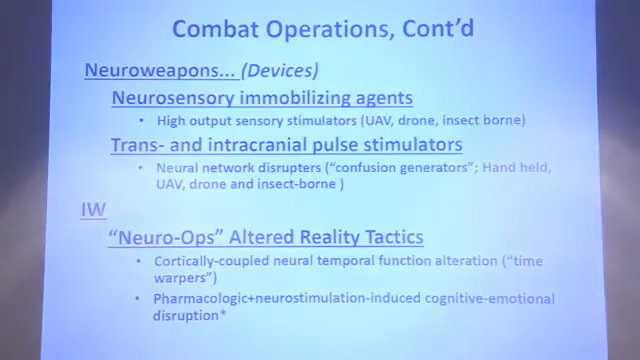 Combat Operations, Cont'd
Neuroweapons... (Devices)
Neurosensory immobilizing agents
• High output sensory stimulators (UAV, drone, insect borne)
Trans- and intracranial pulse stimulators
• Neural network disrupters ("confusion generators"; Hand held,
UAV, drone and insect-borne )
IW
"Neuro-Ops" Altered Reality Tactics
• Cortically-coupled neural temporal function alteration ("time
warpers")
• Pharmacologic+neurostimulation-induced cognitive-emotional
disruption*